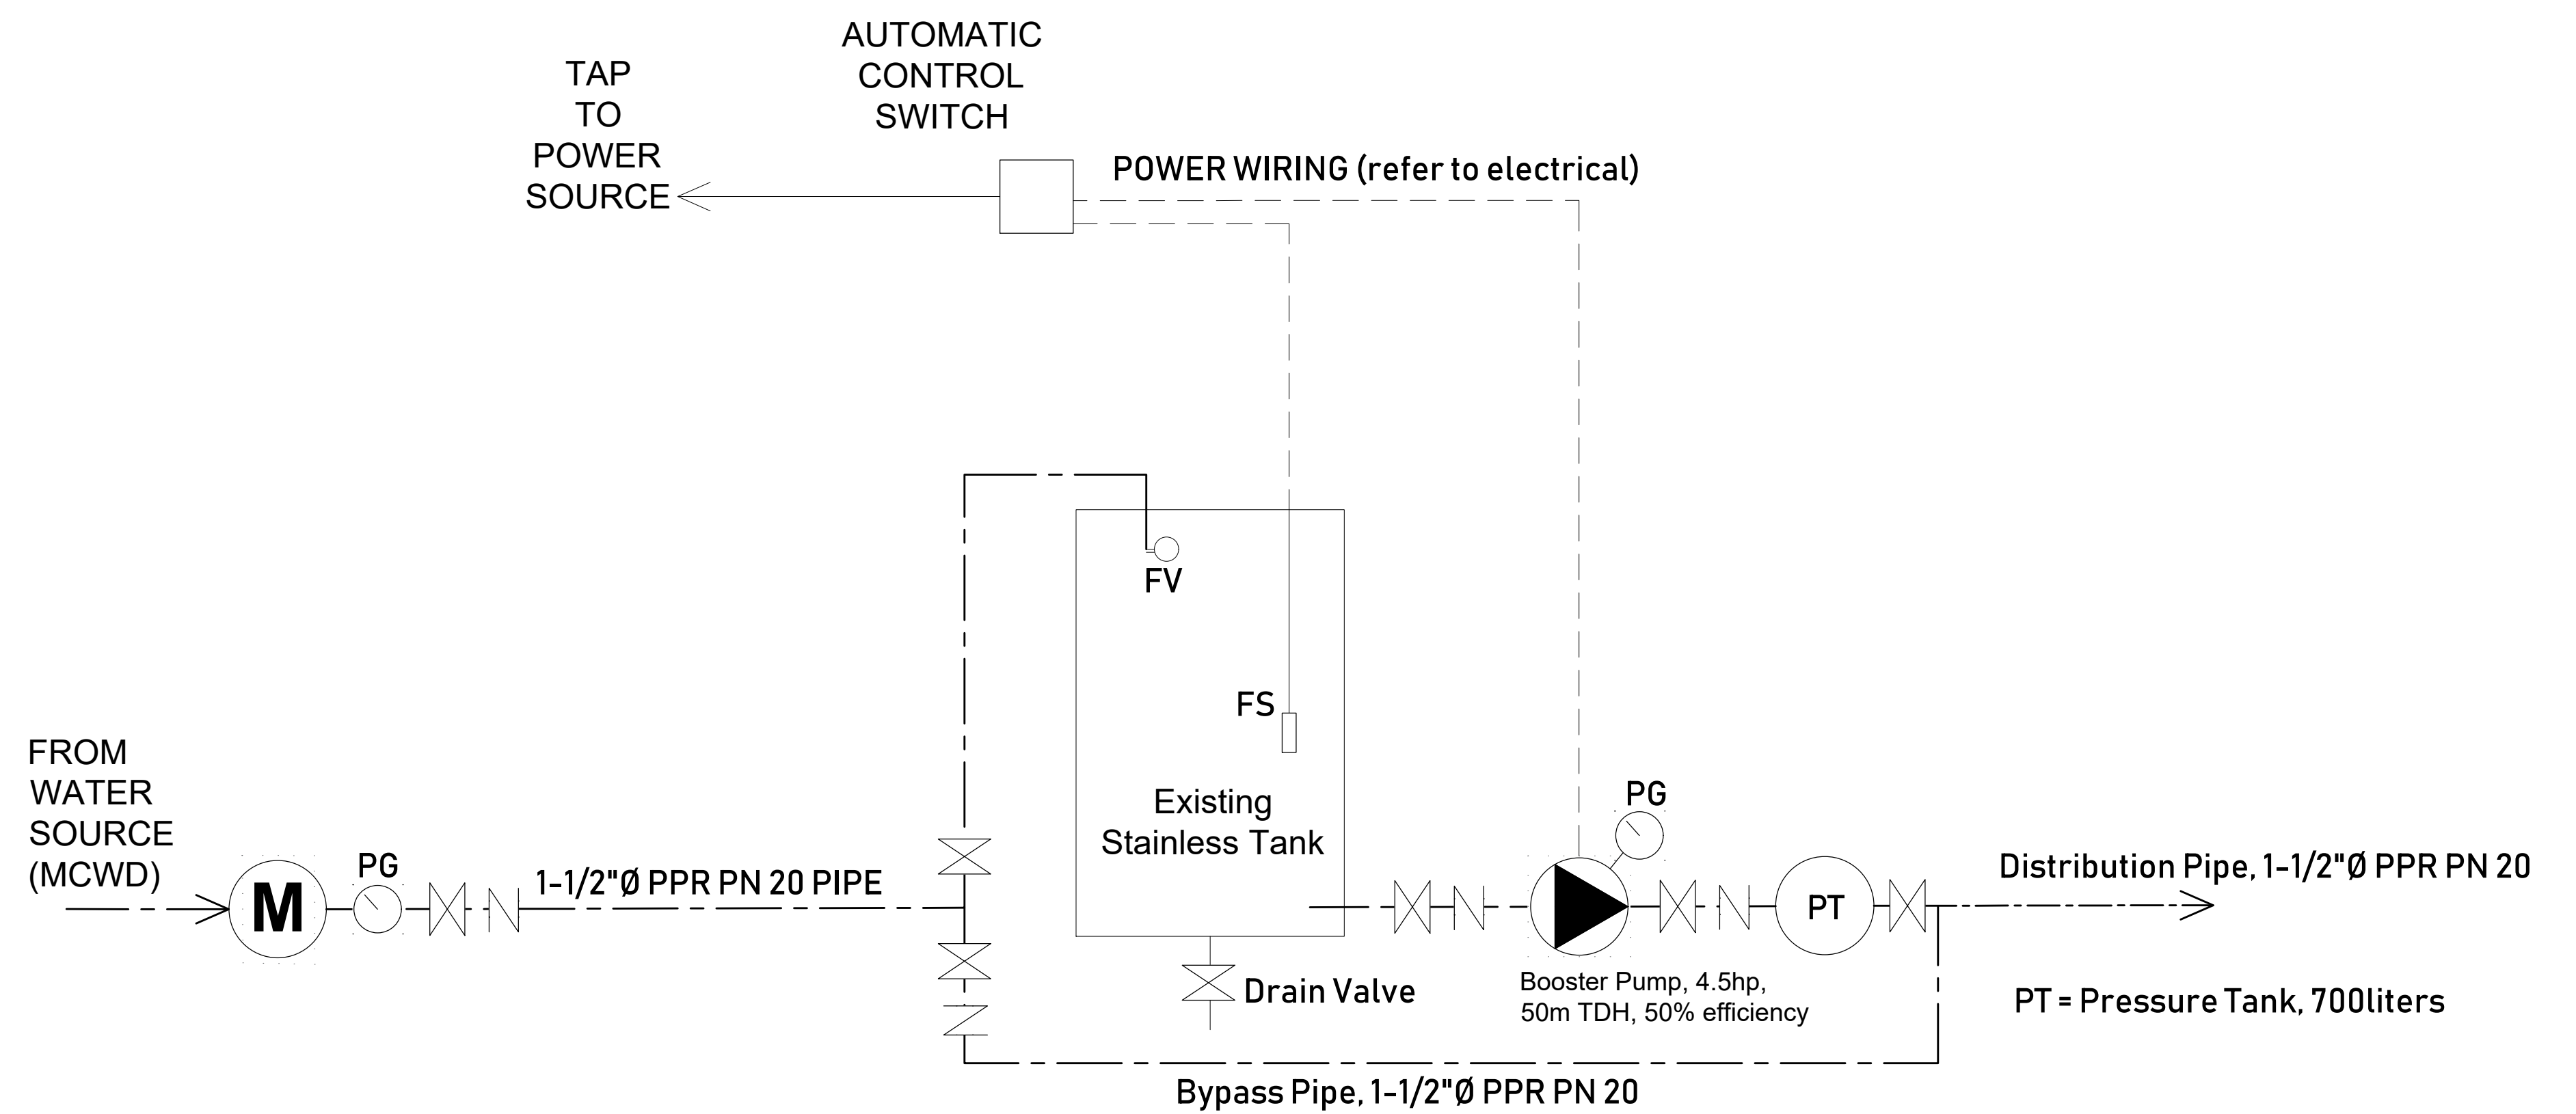 AUTOMATIC
CONTROL
SWITCH
TAP
TO
POWER
SOURCE
POWER WIRING (refer to electrical)
FV
FS
Existing
Stainless Tank
FROM
WATER
SOURCE
(MCWD)
M
PG
1-1/2"Ø PPR PN 20 PIPE
PG
PT
Distribution Pipe, 1-1/2"Ø PPR PN 20
Drain Valve
Booster Pump, 4.5hp,
50m TDH, 50% efficiency
PT = Pressure Tank, 700liters
Bypass Pipe, 1-1/2"Ø PPR PN 20